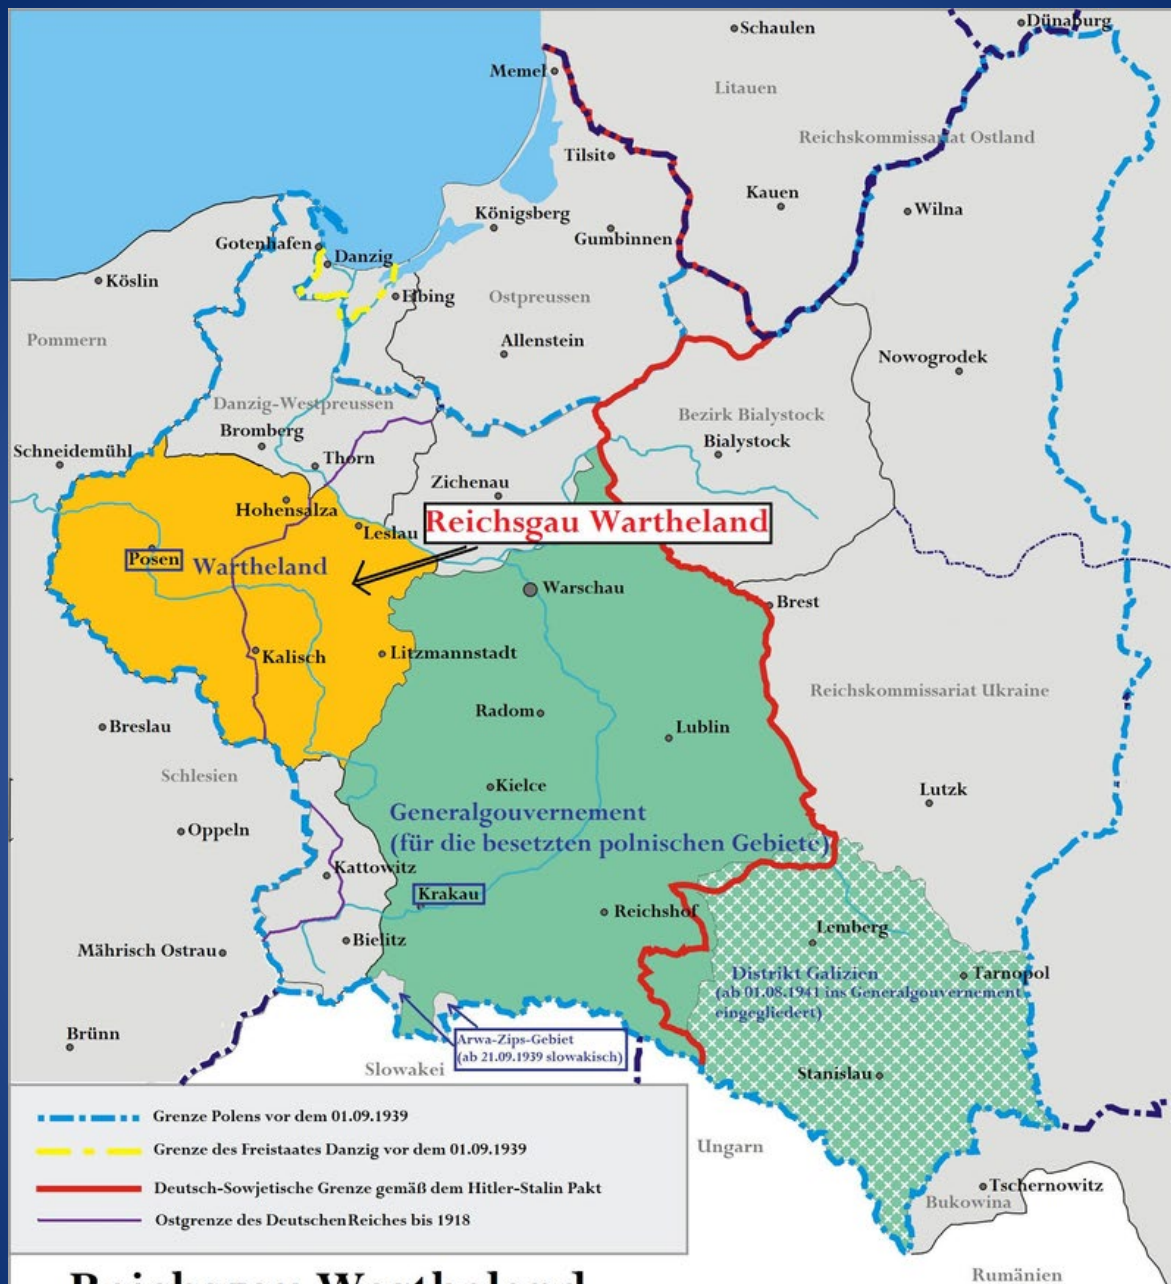 Schaulen
Dünaburg
Memel
Litauen
Reichskommissariat Ostland
Tilsit
Kauen
Wilna
Königsberg
Gumbinnen
Gotenhafen
Danzig
Köslin
Elbing
Ostpreussen
Pommern
Allenstein
Nowogrodek
Danzig-Westpreussen
Bezirk Bialystock
Bromberg
Bialystock
Schneidemühl
Thorn
Zichenau
Hohensalza
Reichsgau Wartheland
Leslau
Posen
Wartheland
Warschau
Brest
Kalisch
Litzmannstadt
Reichskommissariat Ukraine
Radom
Breslau
Lublin
Schlesien
Kielce
Lutzk
Generalgouvernement
(für die besetzten polnischen Gebiete)
Oppeln
Kattowitz
Krakau
Reichshof
Lemberg
Bielitz
Mährisch Ostrau
Distrikt Galizien
(ab 01.08.1941 ins Generalgouvernement
eingegliedert)
Tarnopol
Brünn
Arwa-Zips-Gebiet
(ab 21.09.1939 slowakisch)
Slowakei
Stanislau
Grenze Polens vor dem 01.09.1939
Grenze des Freistaates Danzig vor dem 01.09.1939
Ungarn
Deutsch-Sowjetische Grenze gemäß dem Hitler-Stalin Pakt
Tschernowitz
Bukowina
Ostgrenze des Deutschen Reiches bis 1918
Rumänien
Reichsgau Wartheland